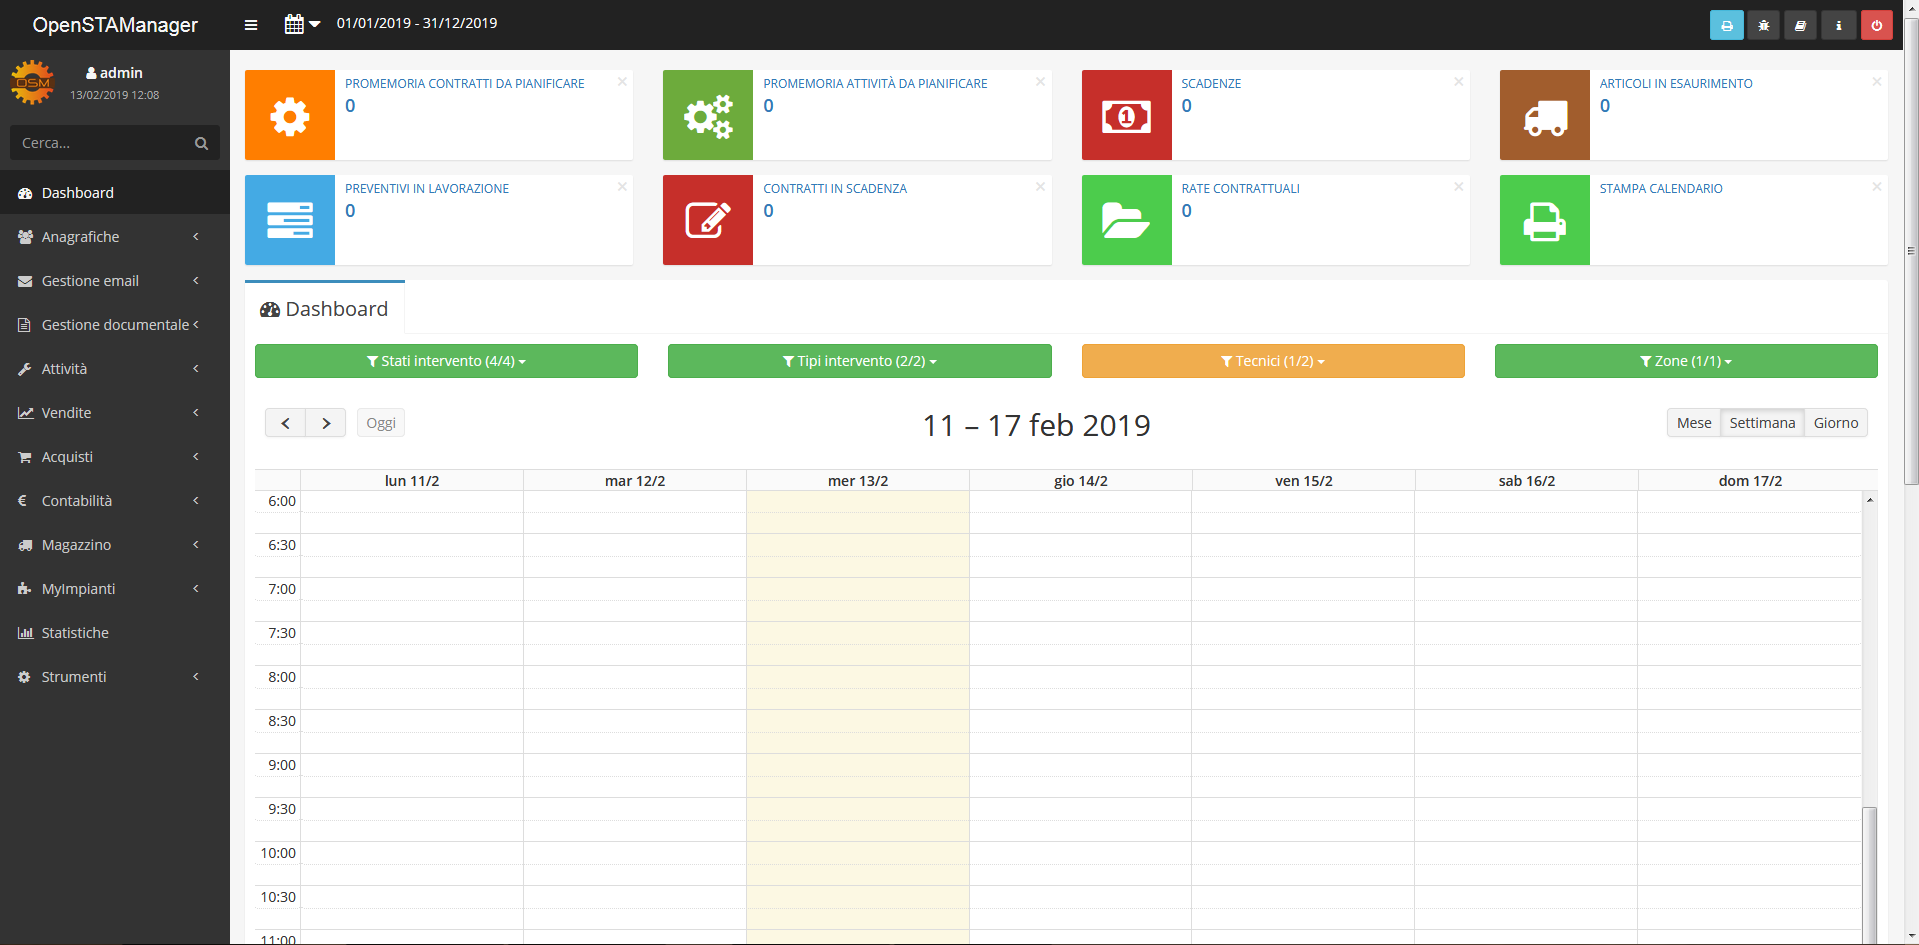 OpenSTAManager
01/01/2019 - 31/12/2019
OSM
admin
13/02/2019 12:08
Cerca...
Dashboard
Anagrafiche
Gestione email
Gestione documentale
Attività
Vendite
Acquisti
Contabilità
Magazzino
MyImpianti
Statistiche
Strumenti
PROMEMORIA CONTRATTI DA PIANIFICARE
0
PROMEMORIA ATTIVITÀ DA PIANIFICARE
0
SCADENZE
0
ARTICOLI IN ESAURIMENTO
0
PREVENTIVI IN LAVORAZIONE
0
CONTRATTI IN SCADENZA
0
RATE CONTRATTUALI
0
STAMPA CALENDARIO
Dashboard
Stati intervento (4/4)
Tipi intervento (2/2)
Tecnici (1/2)
Zone (1/1)
Oggi
11 – 17 feb 2019
Mese Settimana Giorno
lun 11/2 mar 12/2 mer 13/2 gio 14/2 ven 15/2 sab 16/2 dom 17/2
6:00
6:30
7:00
7:30
8:00
8:30
9:00
9:30
10:00
10:30
11:00